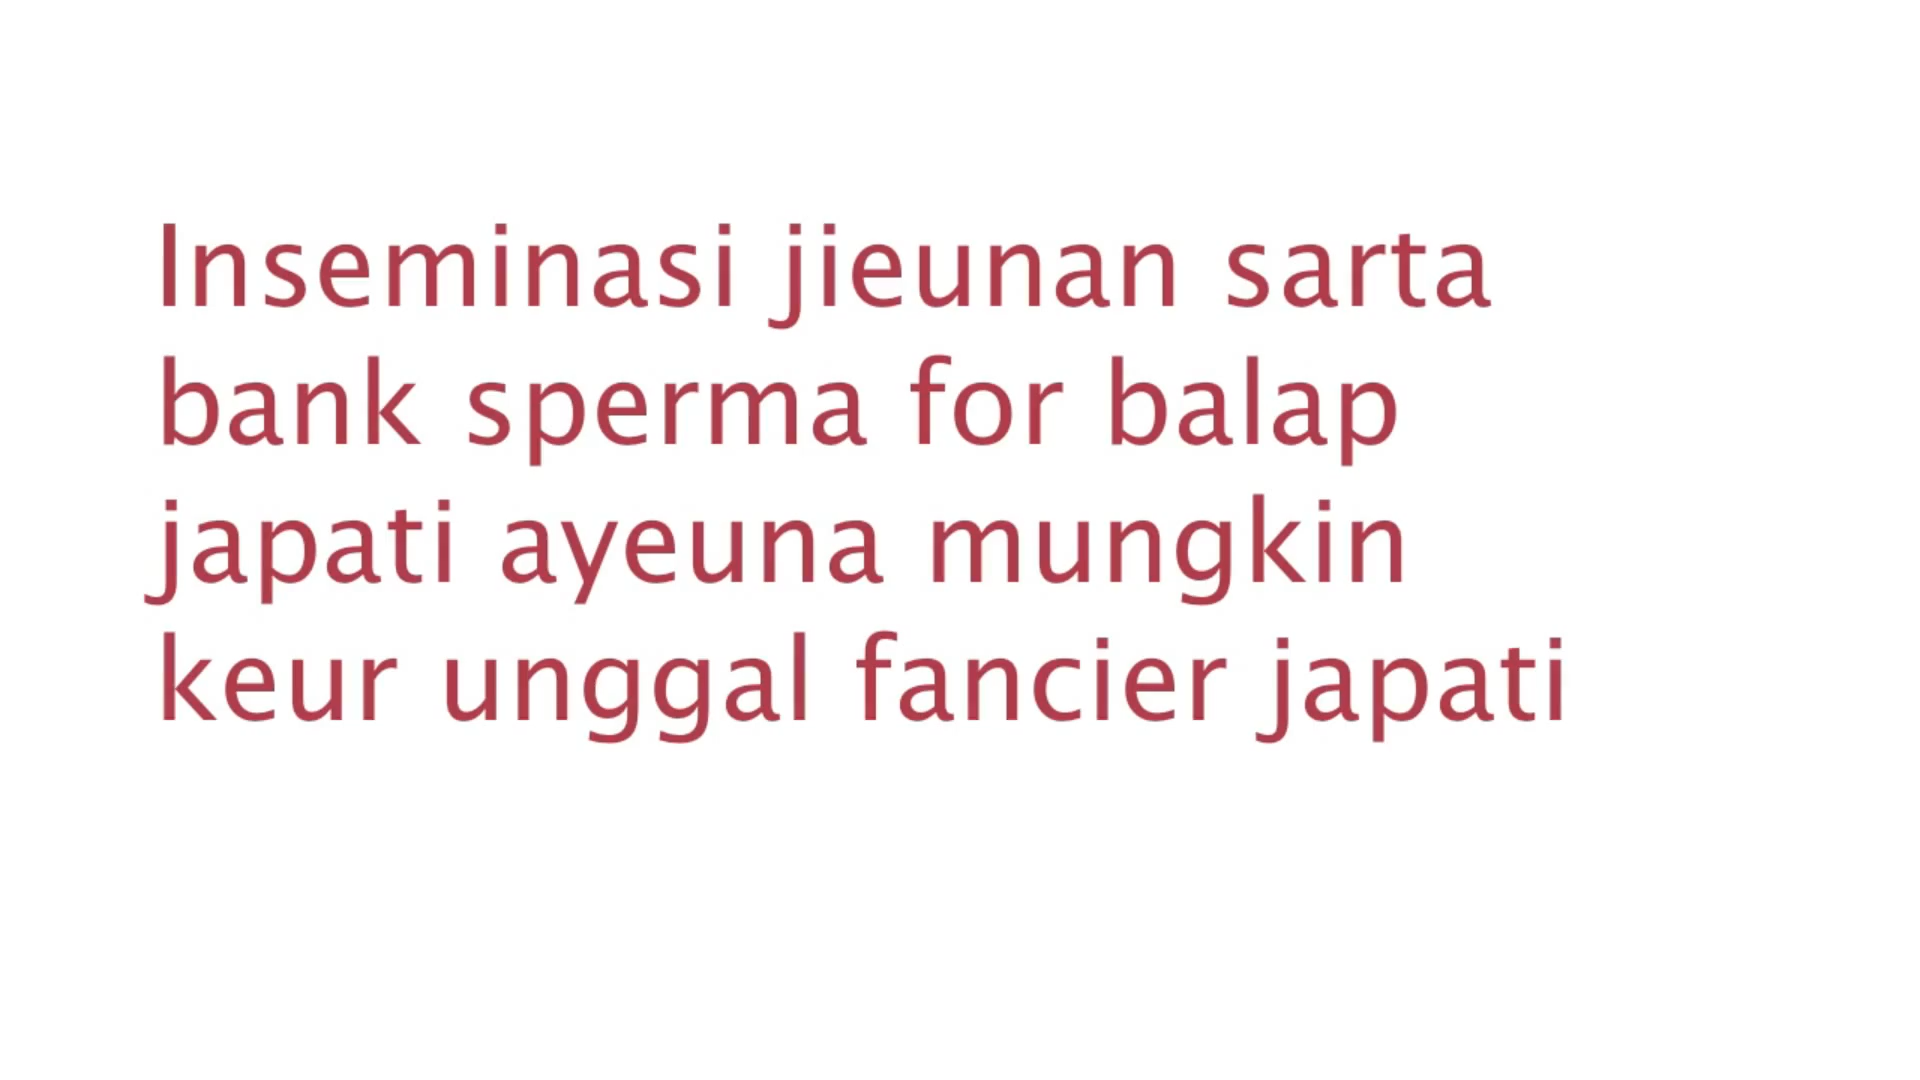 Inseminasi jieunan sarta
bank sperma for balap
japati ayeuna mungkin
keur unggal fancier japati